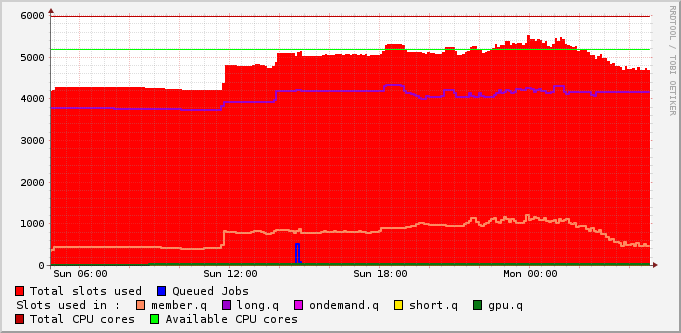 6000
5000
4000
3000
2000
1000
0
Sun 06:00 Sun 12:00 Sun 18:00 Mon 00:00
Total slots used Queued Jobs
Slots used in : member.q long.q ondemand.q short.q gpu.q
Total CPU cores Available CPU cores
RRDTOOL / TOBI OETIKER